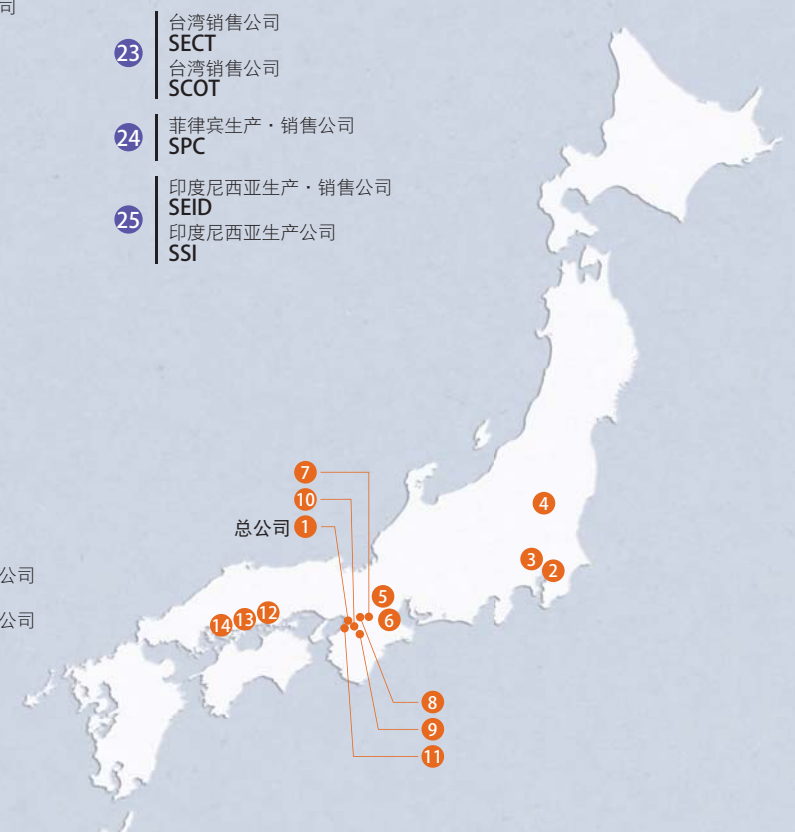 司
23
台湾销售公司
SECT
台湾销售公司
SCOT
24
菲律宾生产・销售公司
SPC
25
印度尼西亚生产・销售公司
SEID
印度尼西亚生产公司
SSI
7
10
总公司 1
4
3
2
公司
5
公司
14
13
12
6
8
9
11